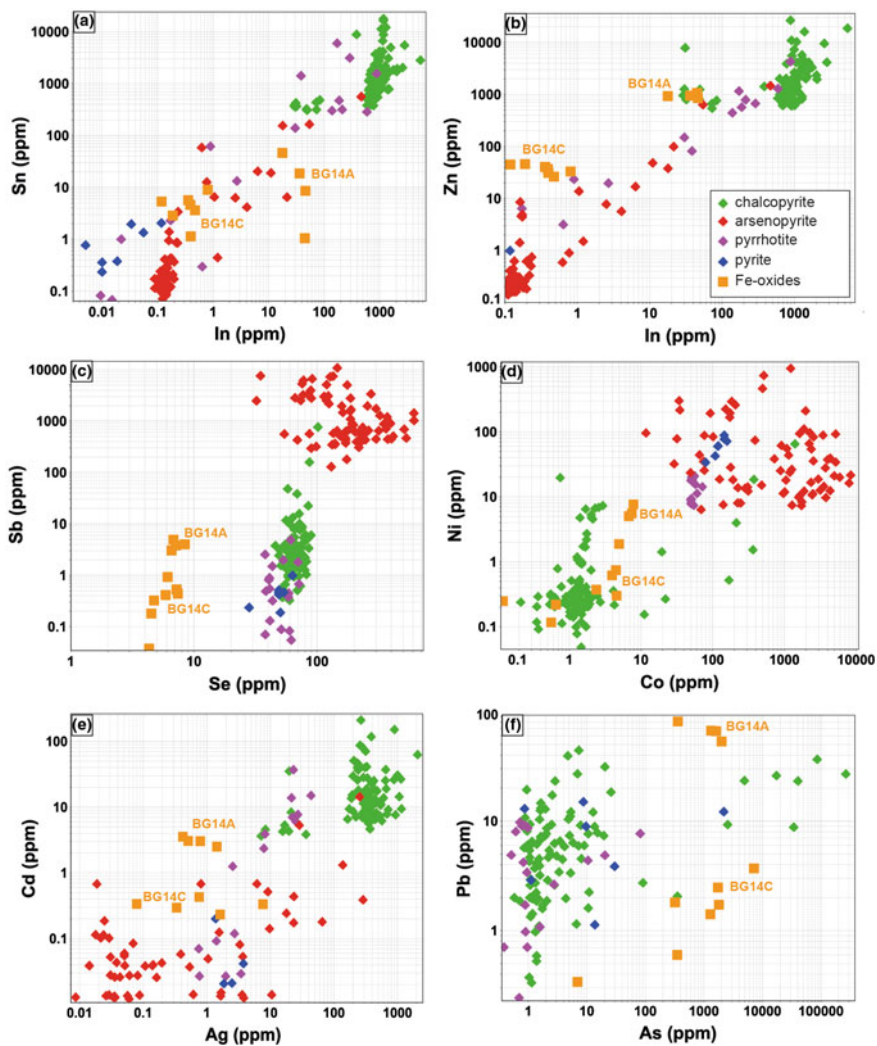 (a)
10000
1000
100
10
1
0.1
Sn (ppm)
BG14A
BG14C
0.01
0.1
1
10
100
1000
In (ppm)
(b)
10000
1000
100
10
1
0.1
Zn (ppm)
BG14A
BG14C
chalcopyrite
arsenopyrite
pyrrhotite
pyrite
Fe-oxides
0.1
1
10
100
1000
In (ppm)
(c)
10000
1000
100
10
1
0.1
Sb (ppm)
BG14A
BG14C
1
10
100
Se (ppm)
(d)
1000
100
10
1
0.1
Ni (ppm)
BG14A
BG14C
0.1
1
10
100
1000
10000
Co (ppm)
(e)
100
10
1
0.1
0.01
Cd (ppm)
BG14A
BG14C
0.01
0.1
1
10
100
1000
Ag (ppm)
(f)
100
10
1
Pb (ppm)
BG14A
BG14C
1
10
100
1000
10000
100000
As (ppm)